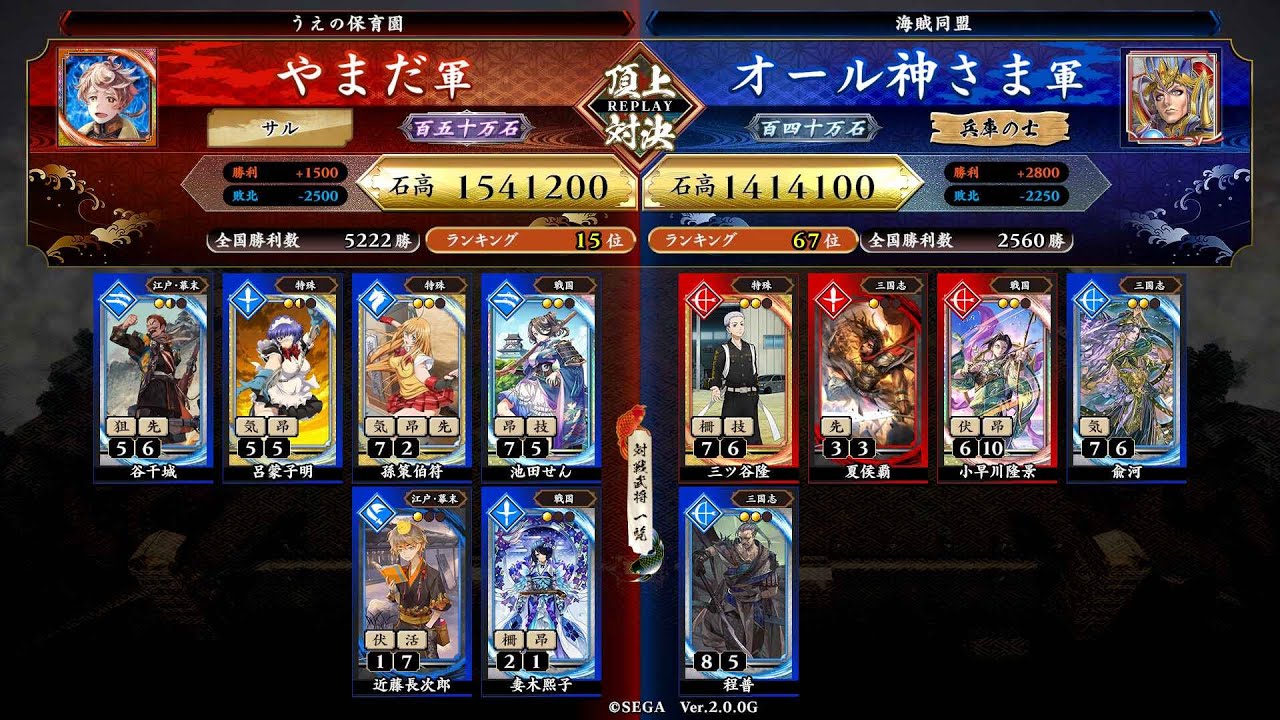 うえの保育園
海賊同盟
やまだ軍
頂上
REPLAY
対決
オール神さま軍
サル
百五十万石
百四十万石
兵車の士
勝利 +1500
敗北 -2500
石高 1541200
石高 1414100
勝利 +2800
敗北 -2250
全国勝利数 5222勝
ランキング 15位
ランキング 67位
全国勝利数 2560勝
江戸・幕末
特殊
特殊
戦国
特殊
三国志
戦国
三国志
狙 先
気 昂
気 昂 先
昂 技
柵 技
先
伏 昂
気
5 6
5 5
7 2
7 5
7 6
3 3
6 10
7 6
谷干城
呂蒙子明
孫策伯符
池田せん
三ツ谷隆
夏侯覇
小早川隆景
兪河
対戦武将一覧
江戸・幕末
戦国
三国志
伏 活
柵 昂
1 7
2 1
8 5
近藤長次郎
妻木熙子
程普
©SEGA Ver.2.0.0G